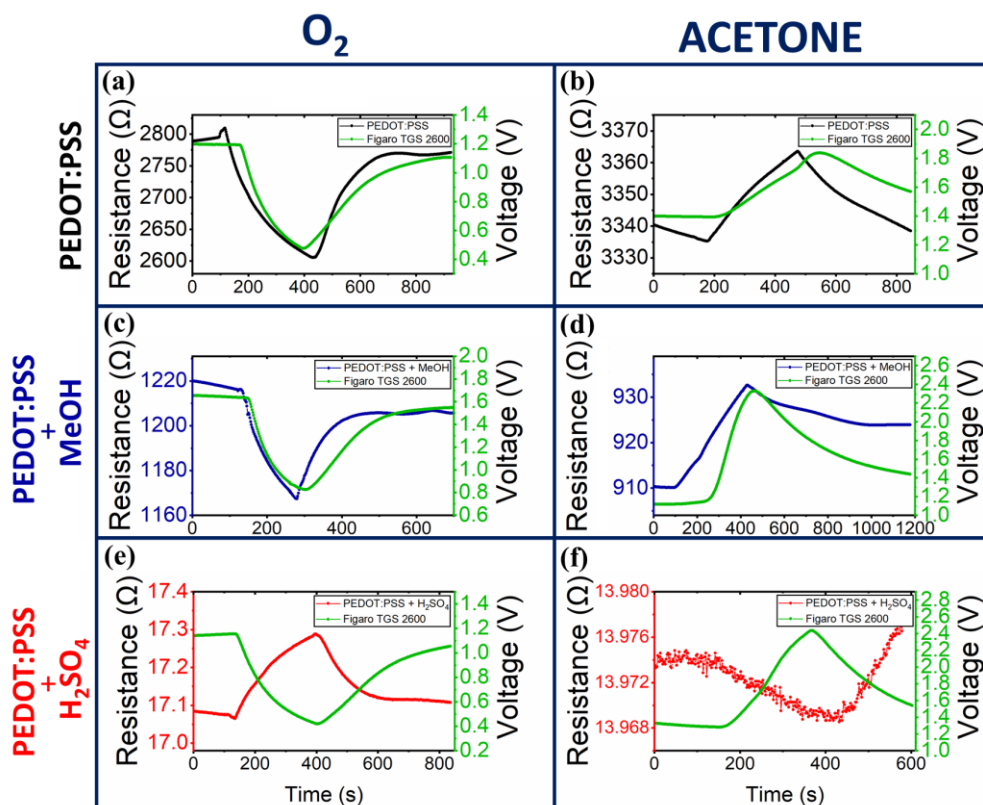 O₂
ACETONE
PEDOT:PSS
(a)
Resistance (Ω)
2800
2750
2700
2650
2600
PEDOT:PSS
Figaro TGS 2600
1.2
1.0
0.8
0.6
0.4
Voltage (V)
0 200 400 600 800
(b)
Resistance (Ω)
3370
3360
3350
3340
3330
PEDOT:PSS
Figaro TGS 2600
2.0
1.8
1.6
1.4
1.2
1.0
Voltage (V)
0 200 400 600 800
PEDOT:PSS
+
MeOH
(c)
Resistance (Ω)
1220
1200
1180
1160
PEDOT:PSS + MeOH
Figaro TGS 2600
2.0
1.8
1.6
1.4
1.2
1.0
0.8
0.6
Voltage (V)
0 200 400 600
(d)
Resistance (Ω)
930
920
910
PEDOT:PSS + MeOH
Figaro TGS 2600
2.6
2.4
2.2
2.0
1.8
1.6
1.4
1.2
1.0
Voltage (V)
0 200 400 600 800 1000 1200
PEDOT:PSS
+
H₂SO₄
(e)
Resistance (Ω)
17.4
17.3
17.2
17.1
17.0
PEDOT:PSS + H₂SO₄
Figaro TGS 2600
1.4
1.2
1.0
0.8
0.6
0.4
0.2
Voltage (V)
0 200 400 600 800
Time (s)
(f)
Resistance (Ω)
13.980
13.976
13.972
13.968
PEDOT:PSS + H₂SO₄
Figaro TGS 2600
2.8
2.6
2.4
2.2
2.0
1.8
1.6
1.4
1.2
1.0
Voltage (V)
0 200 400 600
Time (s)